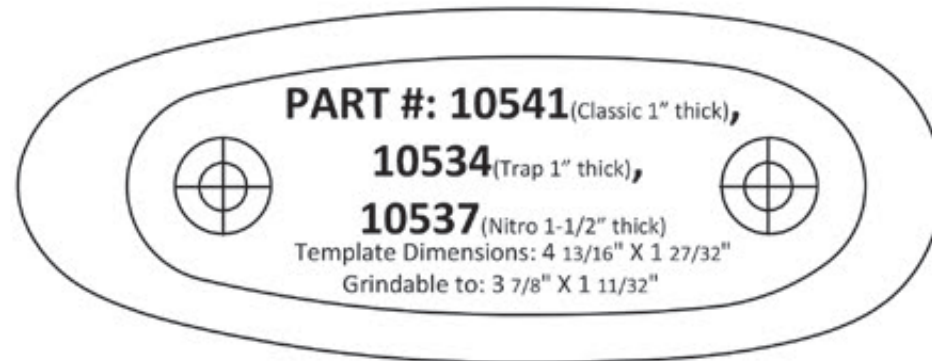 PART #: 10541(Classic 1" thick),
10534(Trap 1" thick),
10537(Nitro 1-1/2" thick)
Template Dimensions: 4 13/16" X 1 27/32"
Grindable to: 3 7/8" X 1 11/32"